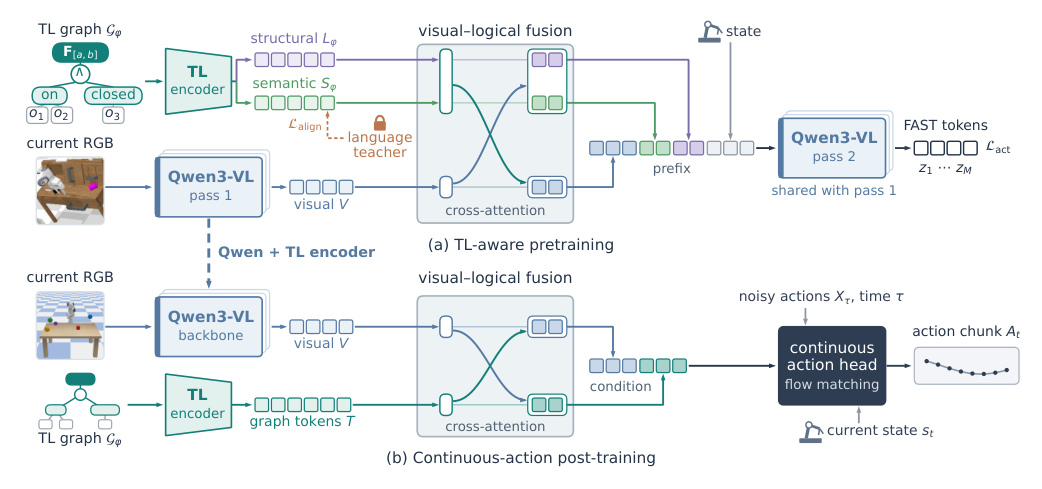 TL graph 𝒢φ
F[a, b]
∧
on
closed
o1
o2
o3
TL
encoder
structural Lφ
semantic Sφ
ℒalign
language
teacher
visual–logical fusion
cross-attention
state
current RGB
Qwen3-VL
pass 1
visual V
prefix
Qwen3-VL
pass 2
shared with pass 1
FAST tokens
ℒact
z1 ⋯ zM
(a) TL-aware pretraining
Qwen + TL encoder
current RGB
Qwen3-VL
backbone
visual V
visual–logical fusion
cross-attention
TL graph 𝒢φ
TL
encoder
graph tokens T
condition
noisy actions Xτ, time τ
continuous
action head
flow matching
current state st
action chunk At
(b) Continuous-action post-training